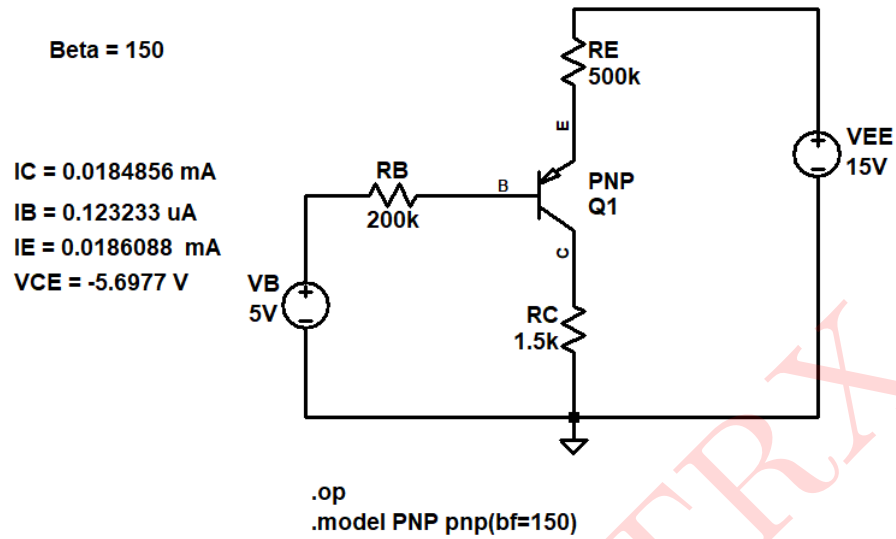 Beta = 150
IC = 0.0184856 mA
IB = 0.123233 uA
IE = 0.0186088 mA
VCE = -5.6977 V
RE
500k
E
VEE
15V
RB
200k
B
PNP
Q1
C
VB
5V
RC
1.5k
.op
.model PNP pnp(bf=150)
TRX